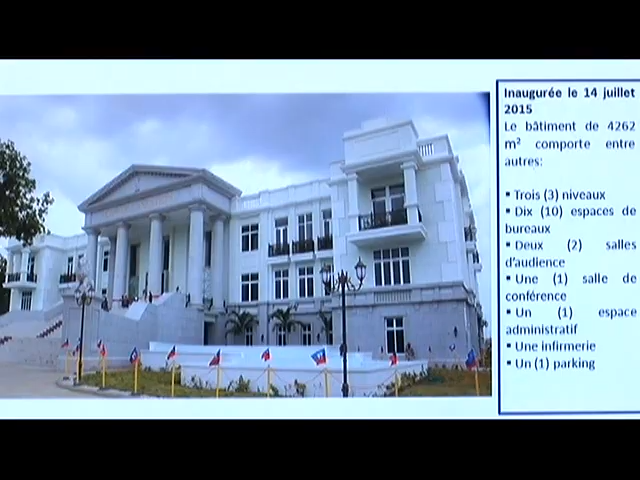 Inaugurée le 14 juillet
2015
Le bâtiment de 4262
m² comporte entre
autres:
▪ Trois (3) niveaux
▪ Dix (10) espaces de
bureaux
▪ Deux (2) salles
d'audience
▪ Une (1) salle de
conférence
▪ Un (1) espace
administratif
▪ Une infirmerie
▪ Un (1) parking